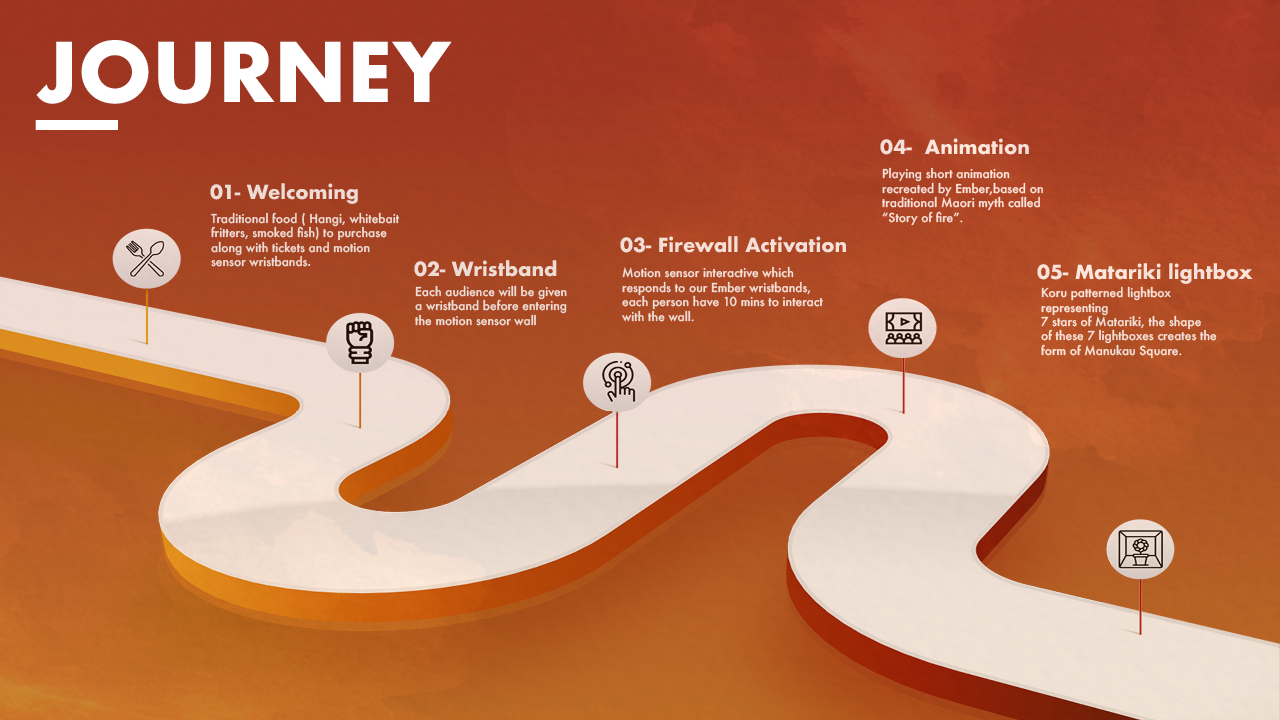 JOURNEY
01- Welcoming
Traditional food ( Hangi, whitebait
fritters, smoked fish) to purchase
along with tickets and motion
sensor wristbands.
02- Wristband
Each audience will be given
a wristband before entering
the motion sensor wall
03- Firewall Activation
Motion sensor interactive which
responds to our Ember wristbands,
each person have 10 mins to interact
with the wall.
04-  Animation
Playing short animation
recreated by Ember,based on
traditional Maori myth called
“Story of fire”.
05- Matariki lightbox
Koru patterned lightbox
representing
7 stars of Matariki, the shape
of these 7 lightboxes creates the
form of Manukau Square.